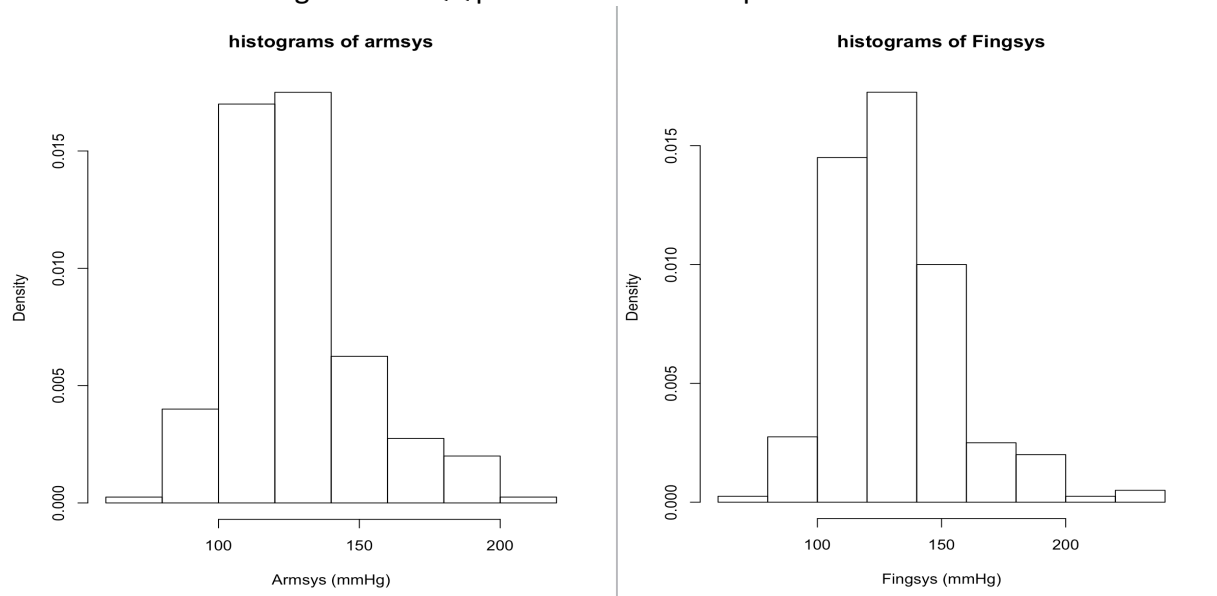 histograms of armsys
0.015
0.010
0.005
0.000
Density
100 150 200
Armsys (mmHg)
histograms of Fingsys
0.015
0.010
0.005
0.000
Density
100 150 200
Fingsys (mmHg)